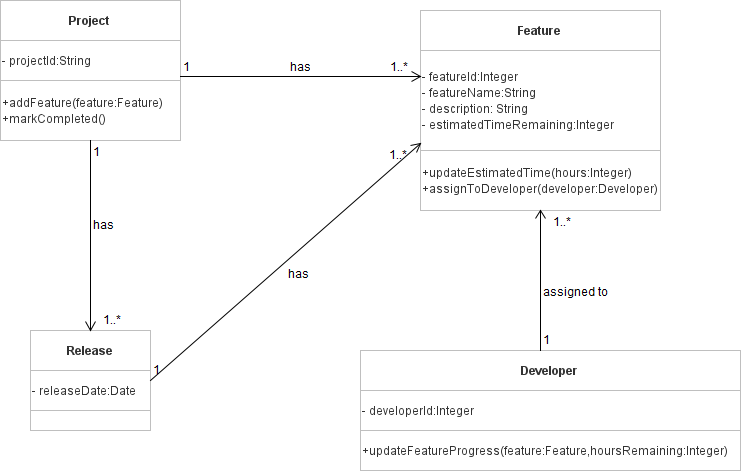 Project
- projectId:String
+addFeature(feature:Feature)
+markCompleted()
1
has
1..*
Feature
- featureId:Integer
- featureName:String
- description: String
- estimatedTimeRemaining:Integer
+updateEstimatedTime(hours:Integer)
+assignToDeveloper(developer:Developer)
1
has
1..*
Release
- releaseDate:Date
1
has
1..*
1..*
assigned to
1
Developer
- developerId:Integer
+updateFeatureProgress(feature:Feature,hoursRemaining:Integer)